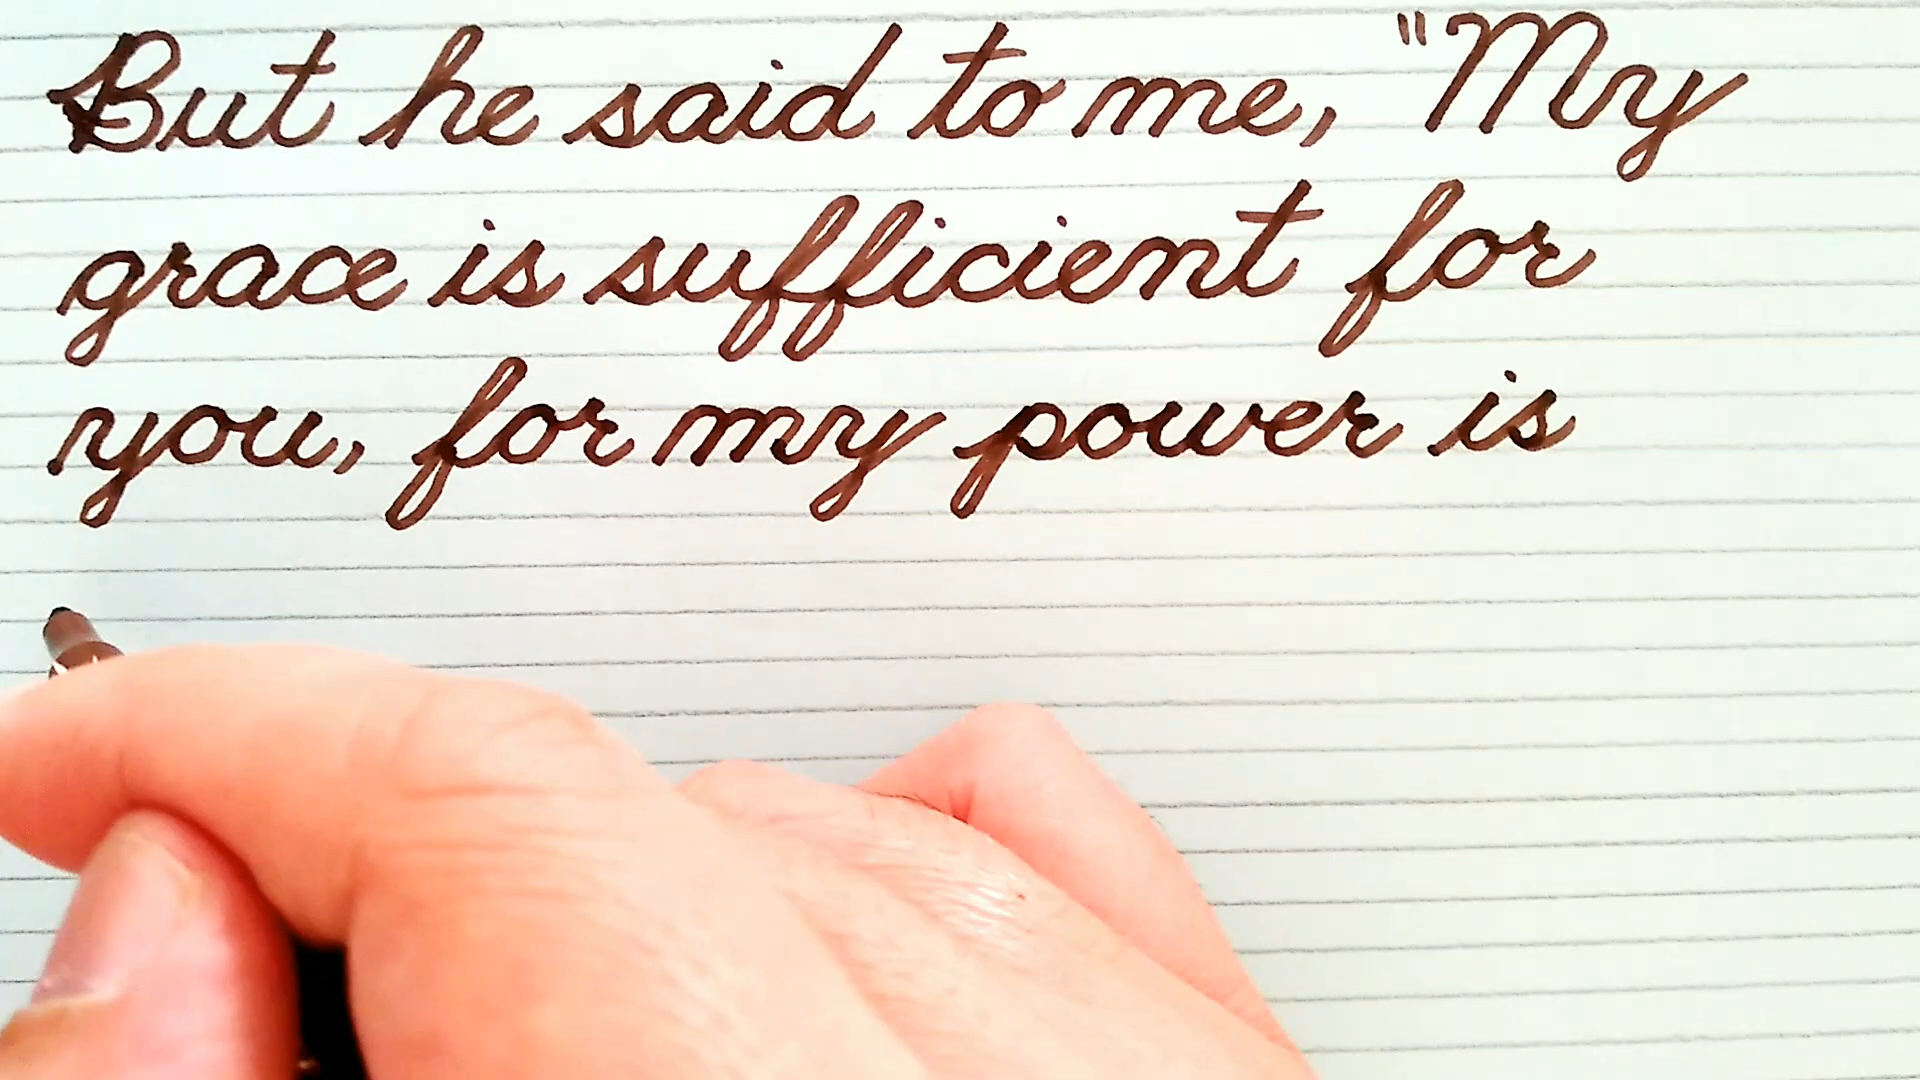 But he said to me, "My
grace is sufficient for
you, for my power is